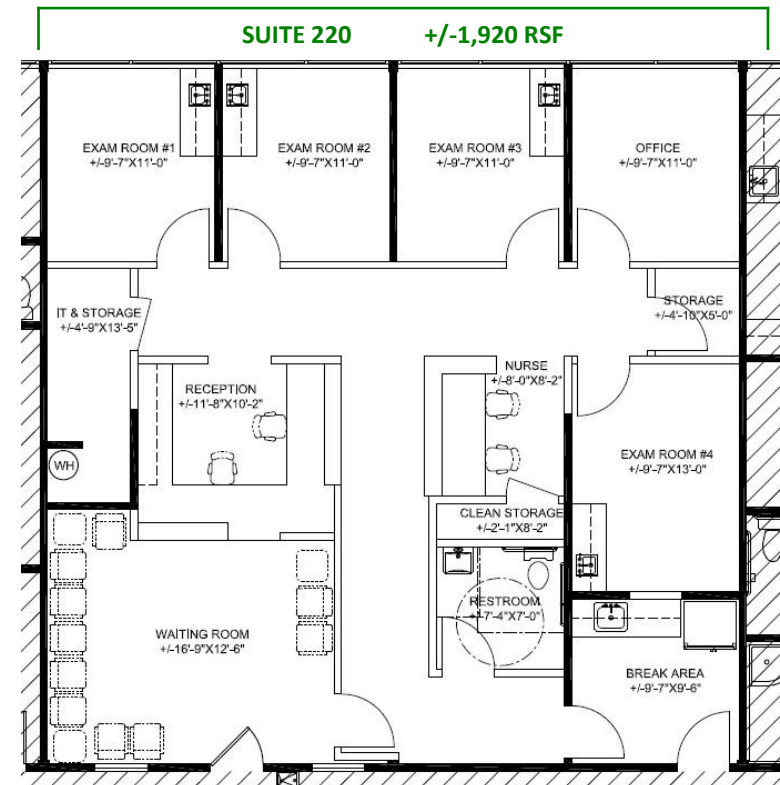 SUITE 220 +/-1,920 RSF
EXAM ROOM #1
+/-9'-7"X11'-0"
EXAM ROOM #2
+/-9'-7"X11'-0"
EXAM ROOM #3
+/-9'-7"X11'-0"
OFFICE
+/-9'-7"X11'-0"
IT & STORAGE
+/-4'-9"X13'-5"
STORAGE
+/-4'-10"X5'-0"
RECEPTION
+/-11'-8"X10'-2"
NURSE
+/-8'-0"X8'-2"
WH
EXAM ROOM #4
+/-9'-7"X13'-0"
CLEAN STORAGE
+/-2'-1"X8'-2"
RESTROOM
+/-7'-4"X7'-0"
WAITING ROOM
+/-16'-9"X12'-6"
BREAK AREA
+/-9'-7"X9'-6"